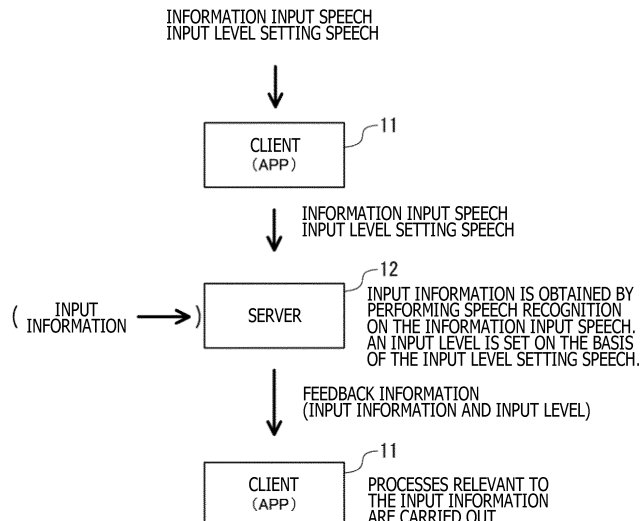 INFORMATION INPUT SPEECH
INPUT LEVEL SETTING SPEECH
11
CLIENT
(APP)
INFORMATION INPUT SPEECH
INPUT LEVEL SETTING SPEECH
12
( INPUT
INFORMATION )
SERVER
INPUT INFORMATION IS OBTAINED BY
PERFORMING SPEECH RECOGNITION
ON THE INFORMATION INPUT SPEECH.
AN INPUT LEVEL IS SET ON THE BASIS
OF THE INPUT LEVEL SETTING SPEECH.
FEEDBACK INFORMATION
(INPUT INFORMATION AND INPUT LEVEL)
11
CLIENT
(APP)
PROCESSES RELEVANT TO
THE INPUT INFORMATION
ARE CARRIED OUT